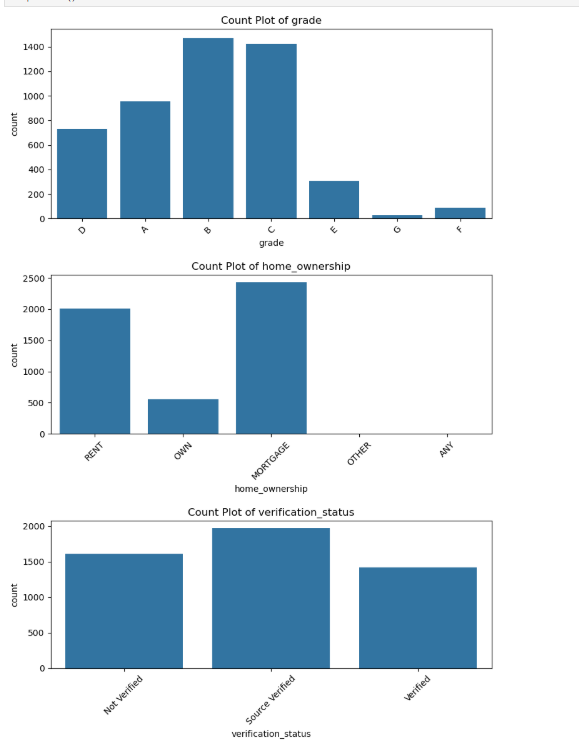 Count Plot of grade
1400
1200
1000
800
600
400
200
0
count
D A B C E G F
grade
Count Plot of home_ownership
2500
2000
1500
1000
500
0
count
RENT OWN MORTGAGE OTHER ANY
home_ownership
Count Plot of verification_status
2000
1500
1000
500
0
count
Not Verified Source Verified Verified
verification_status